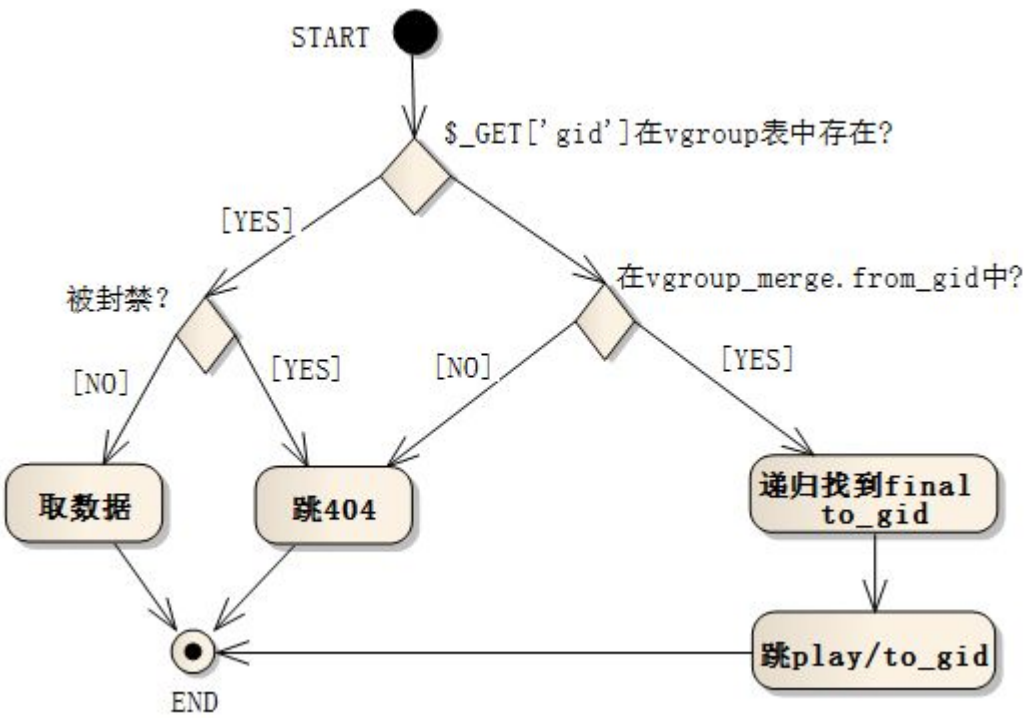 START
$_GET['gid']在vgroup表中存在?
[YES]
在vgroup_merge.from_gid中?
被封禁?
[NO]
[YES]
[NO]
[YES]
取数据
跳404
递归找到final
to_gid
跳play/to_gid
END